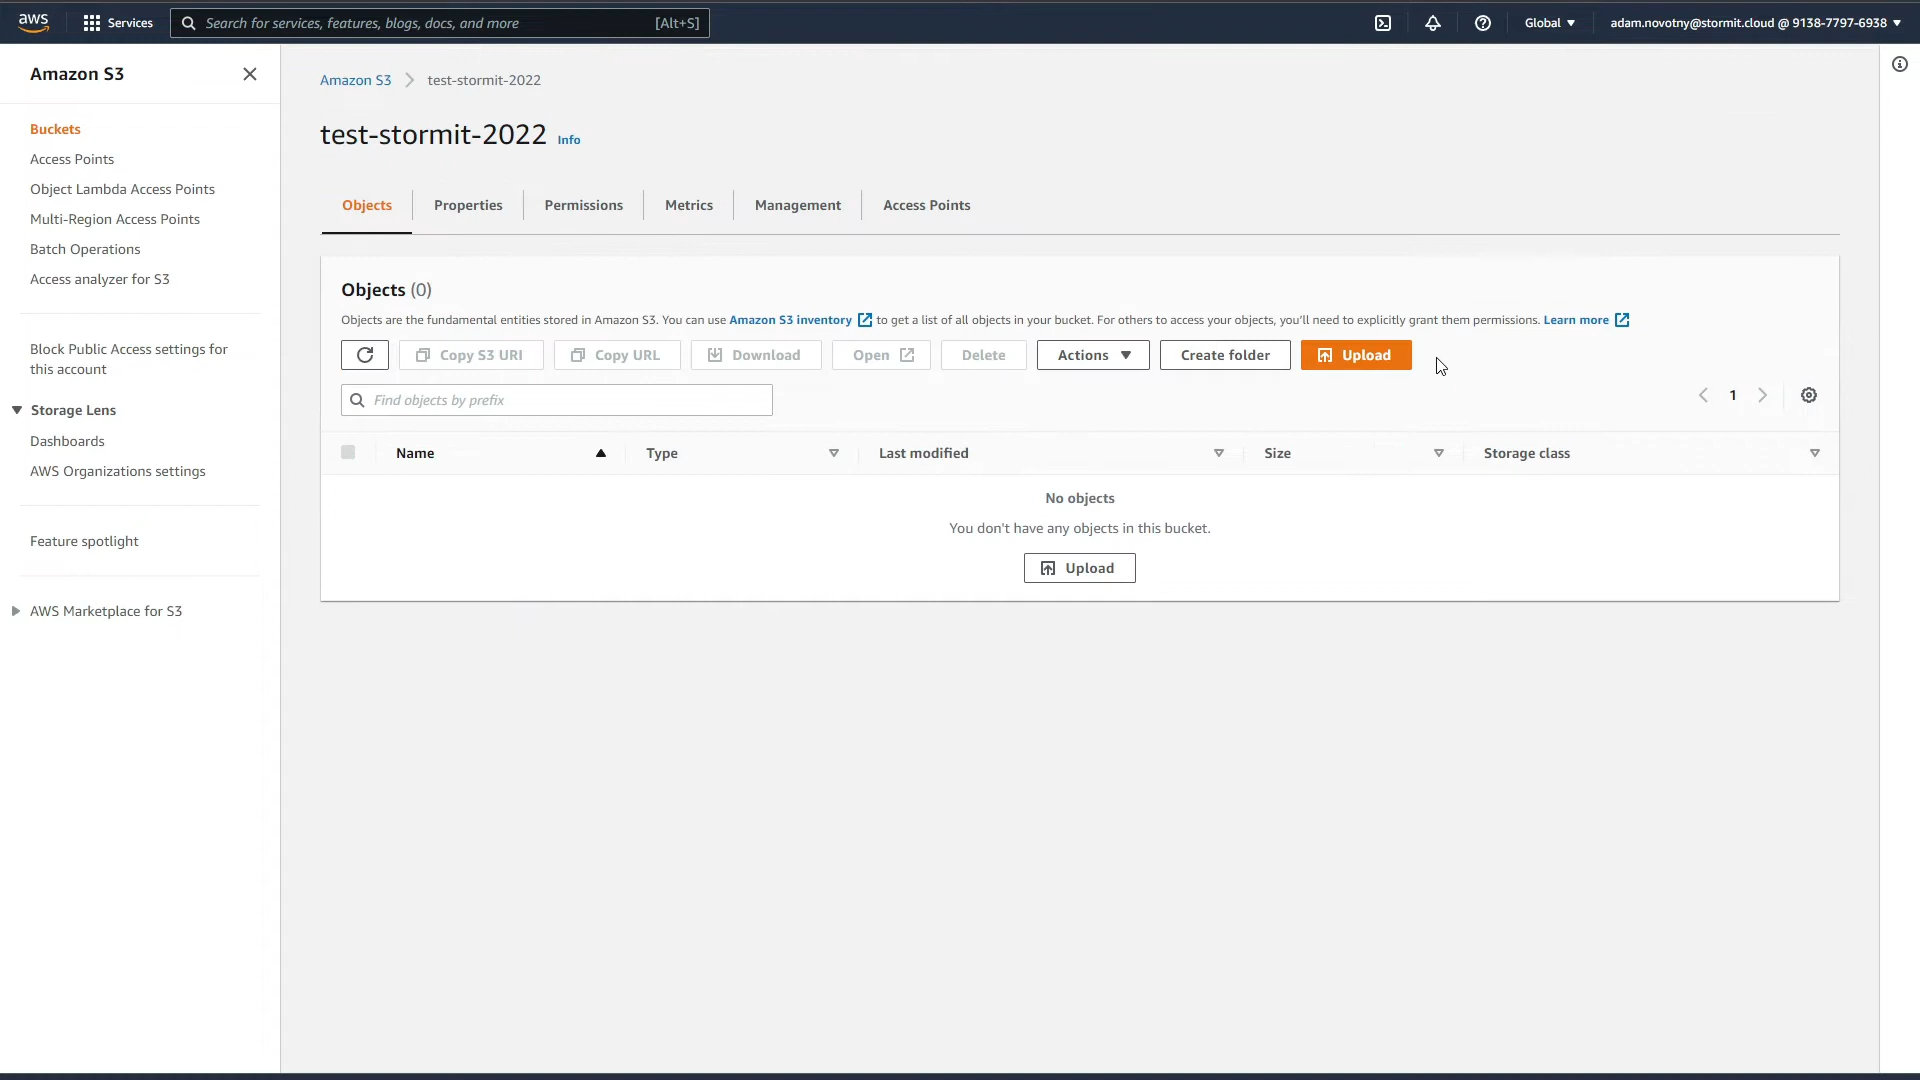 aws Services Search for services, features, blogs, docs, and more [Alt+S] Global adam.novotny@stormit.cloud @ 9138-7797-6938
Amazon S3
Buckets
Access Points
Object Lambda Access Points
Multi-Region Access Points
Batch Operations
Access analyzer for S3
Block Public Access settings for
this account
Storage Lens
Dashboards
AWS Organizations settings
Feature spotlight
AWS Marketplace for S3
Amazon S3 test-stormit-2022
test-stormit-2022 Info
Objects Properties Permissions Metrics Management Access Points
Objects (0)
Objects are the fundamental entities stored in Amazon S3. You can use Amazon S3 inventory to get a list of all objects in your bucket. For others to access your objects, you'll need to explicitly grant them permissions. Learn more
Copy S3 URI Copy URL Download Open Delete Actions Create folder Upload
Find objects by prefix 1
Name Type Last modified Size Storage class
No objects
You don't have any objects in this bucket.
Upload